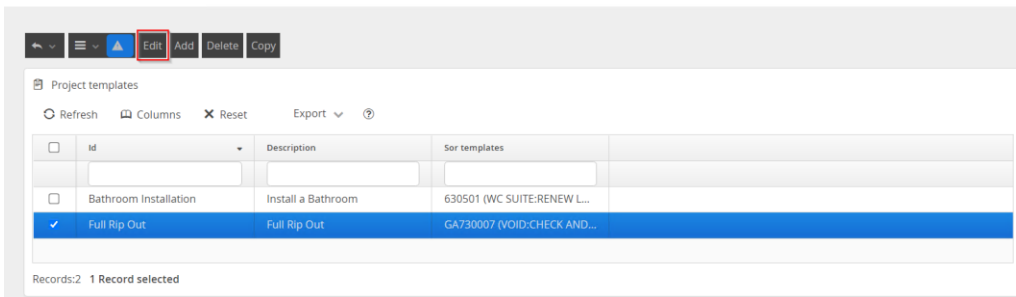 Edit Add Delete Copy
Project templates
Refresh Columns Reset Export ?
Id Description Sor templates
Bathroom Installation Install a Bathroom 630501 (WC SUITE:RENEW L...
Full Rip Out Full Rip Out GA730007 (VOID:CHECK AND...
Records:2 1 Record selected